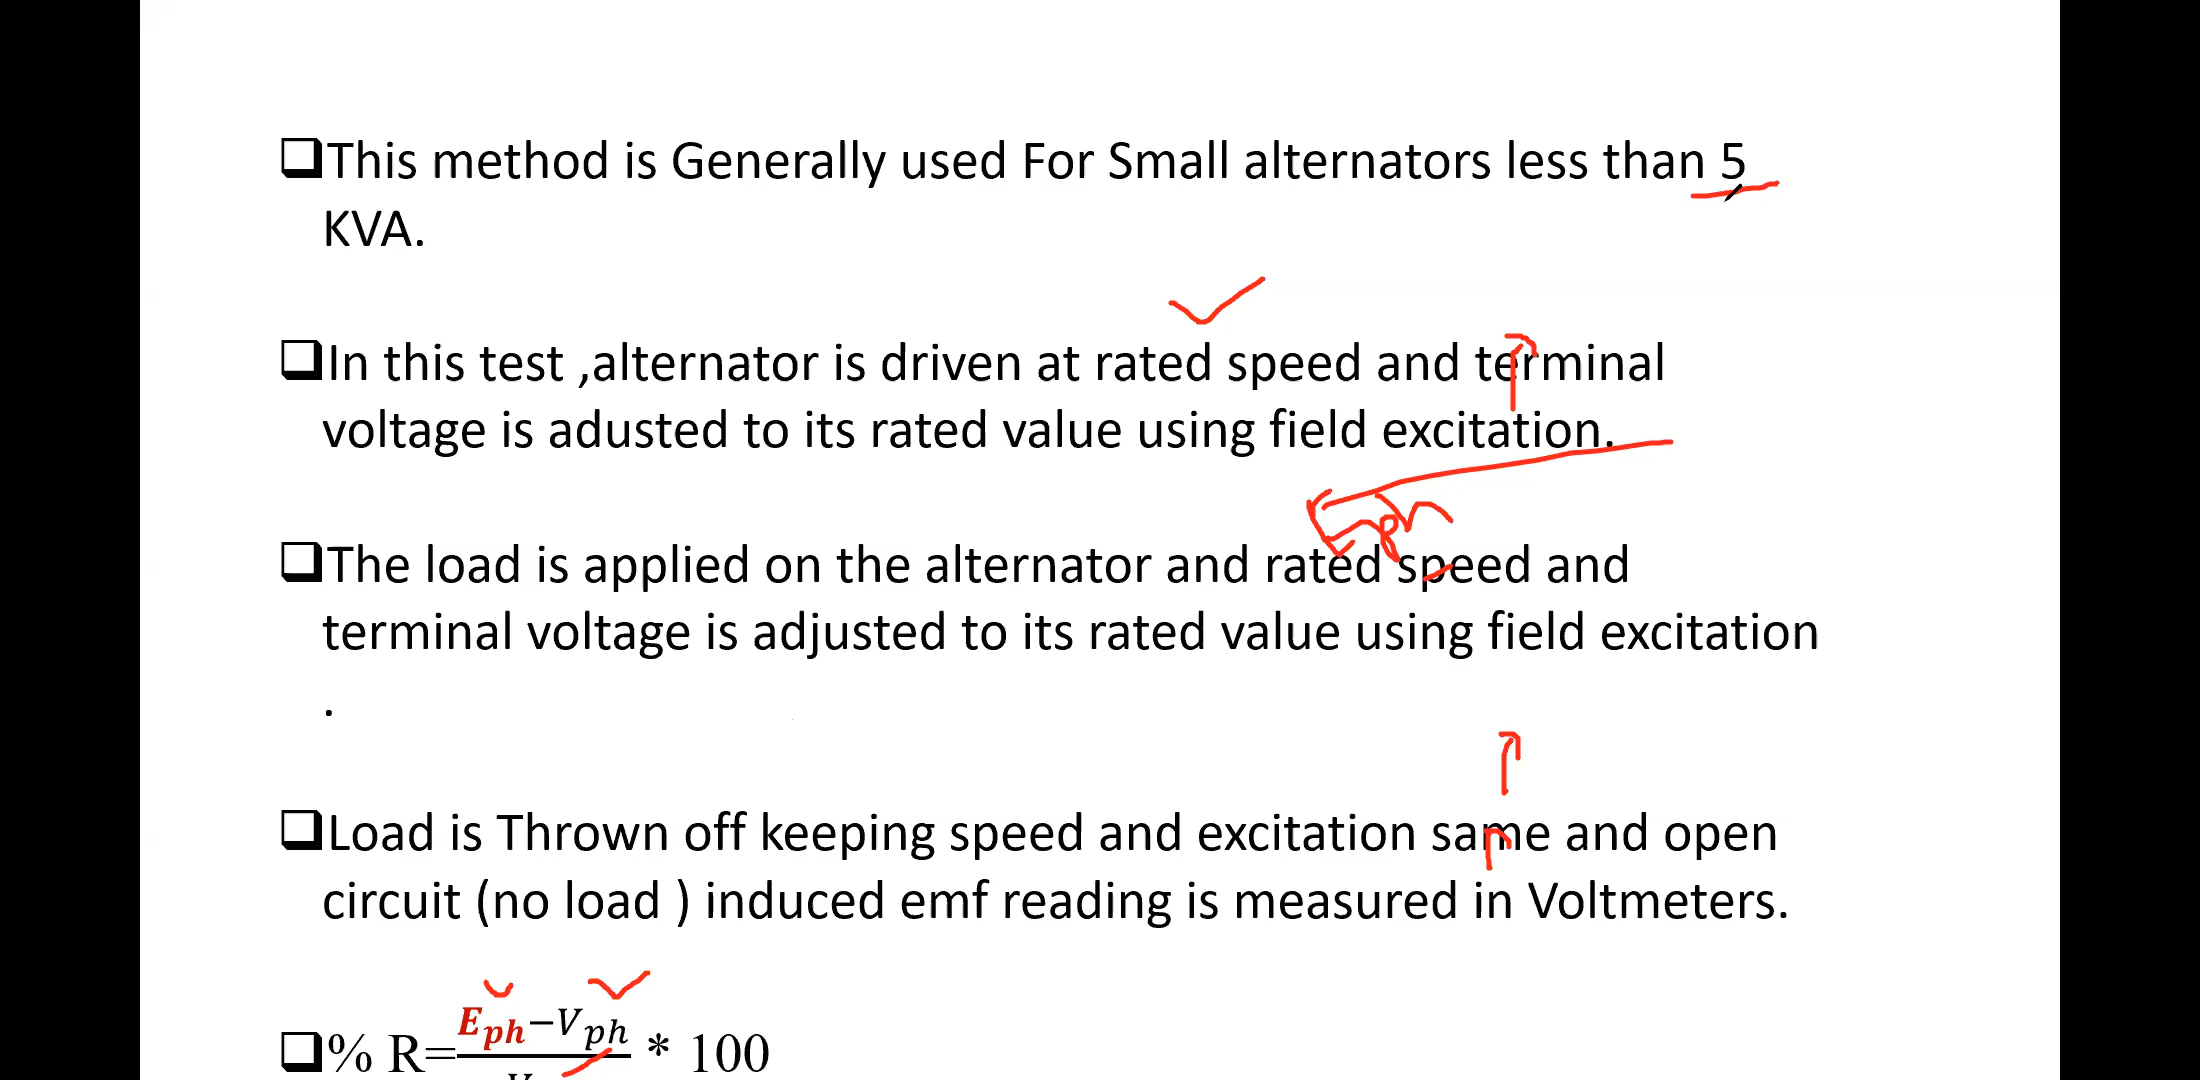 ❑This method is Generally used For Small alternators less than 5
KVA.
❑In this test ,alternator is driven at rated speed and terminal
voltage is adusted to its rated value using field excitation.
❑The load is applied on the alternator and rated speed and
terminal voltage is adjusted to its rated value using field excitation
.
❑Load is Thrown off keeping speed and excitation same and open
circuit (no load ) induced emf reading is measured in Voltmeters.
❑% R=Eph−Vph * 100